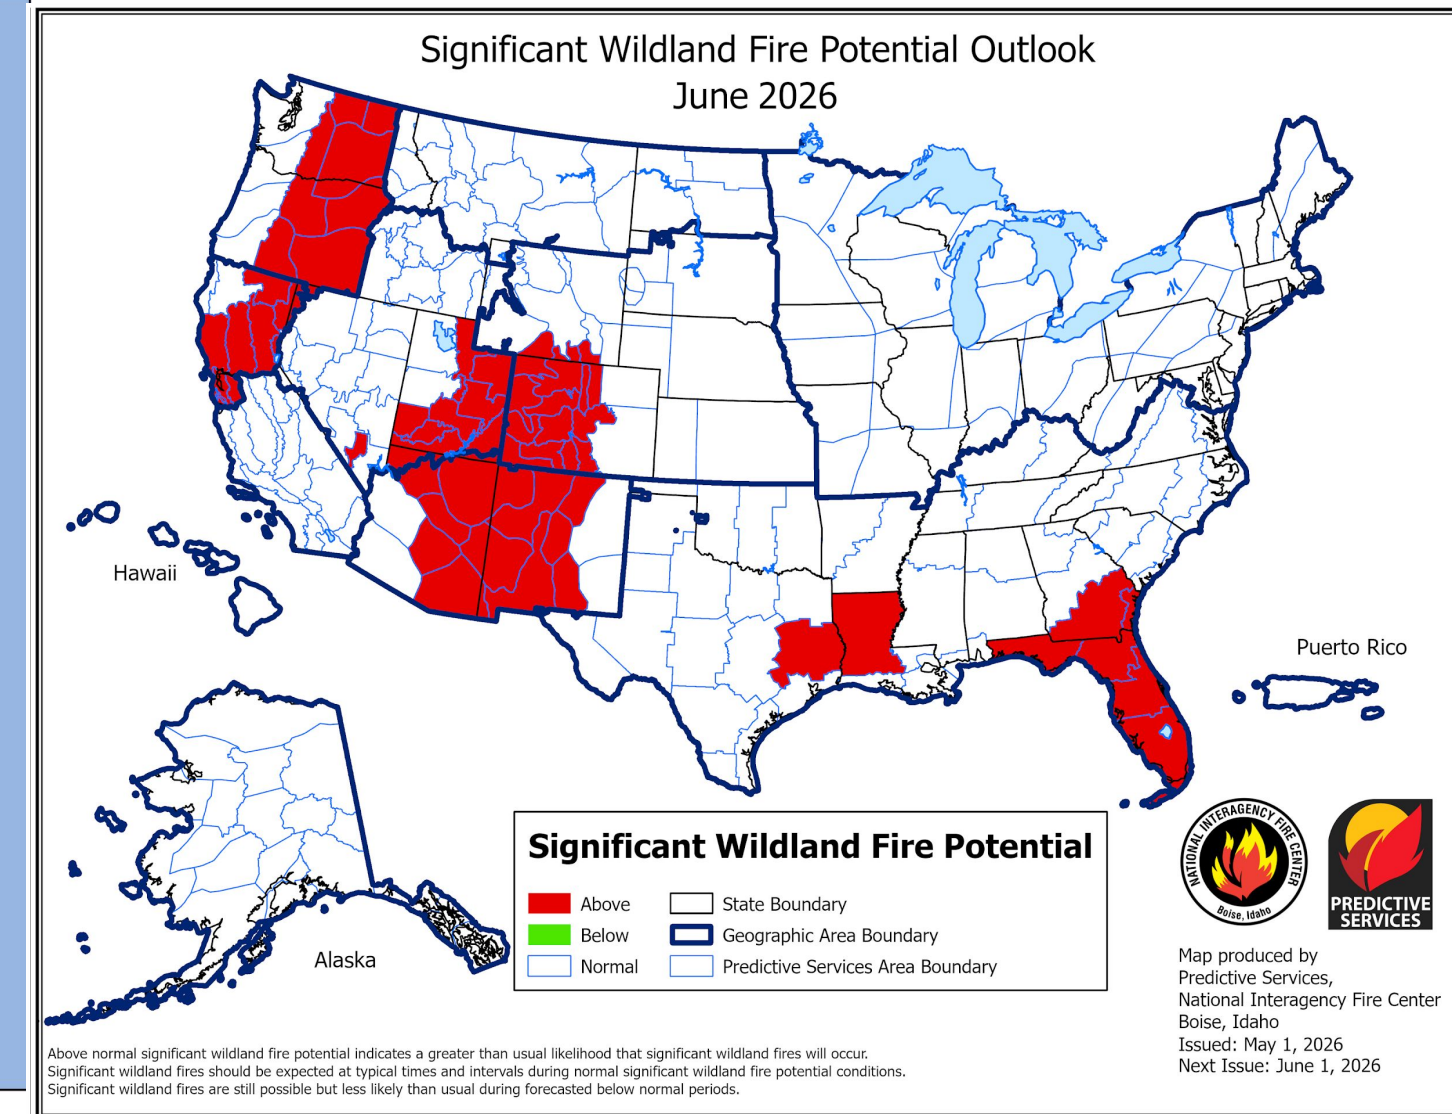 Significant Wildland Fire Potential Outlook
June 2026
Hawaii
Puerto Rico
Alaska
Significant Wildland Fire Potential
Above
Below
Normal
State Boundary
Geographic Area Boundary
Predictive Services Area Boundary
NATIONAL INTERAGENCY FIRE CENTER
Boise, Idaho
PREDICTIVE
SERVICES
Map produced by
Predictive Services,
National Interagency Fire Center
Boise, Idaho
Issued: May 1, 2026
Next Issue: June 1, 2026
Above normal significant wildland fire potential indicates a greater than usual likelihood that significant wildland fires will occur.
Significant wildland fires should be expected at typical times and intervals during normal significant wildland fire potential conditions.
Significant wildland fires are still possible but less likely than usual during forecasted below normal periods.